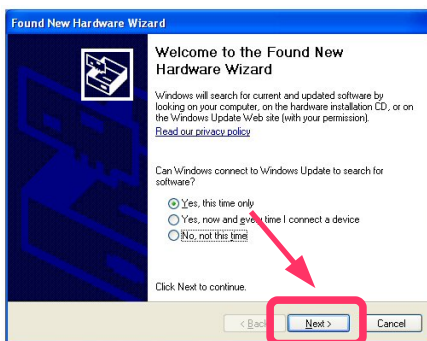 Found New Hardware Wizard
Welcome to the Found New
Hardware Wizard
Windows will search for current and updated software by
looking on your computer, on the hardware installation CD, or on
the Windows Update Web site (with your permission).
Read our privacy policy
Can Windows connect to Windows Update to search for
software?
Yes, this time only
Yes, now and every time I connect a device
No, not this time
Click Next to continue.
< Back
Next >
Cancel